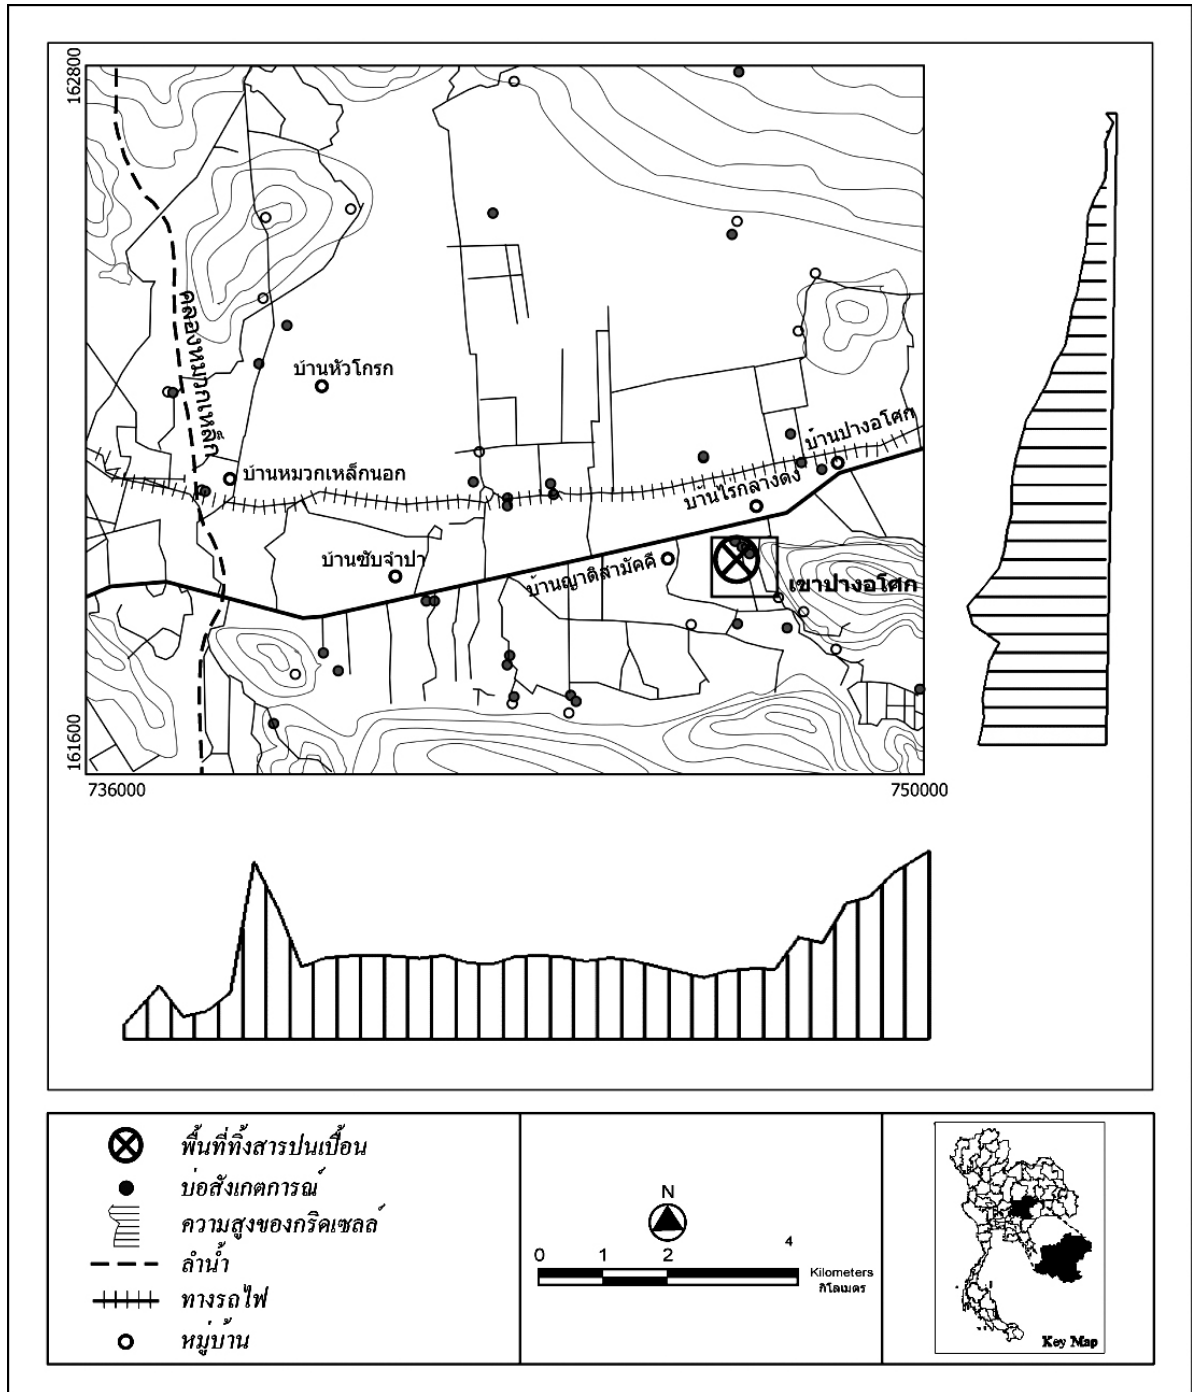 162800
คลองหมวกเหล็ก
บ้านหัวโกรก
บ้านปางอโศก
บ้านหมวกเหล็กนอก
บ้านไร่กลางดง
บ้านซับจำปา
บ้านญาติสามัคคี
เขาปางอโศก
161600
736000
750000
พื้นที่ทิ้งสารปนเปื้อน
บ่อสังเกตการณ์
ความสูงของกริดเซลล์
ลำน้ำ
ทางรถไฟ
หมู่บ้าน
N
0 1 2 4
Kilometers
กิโลเมตร
Key Map